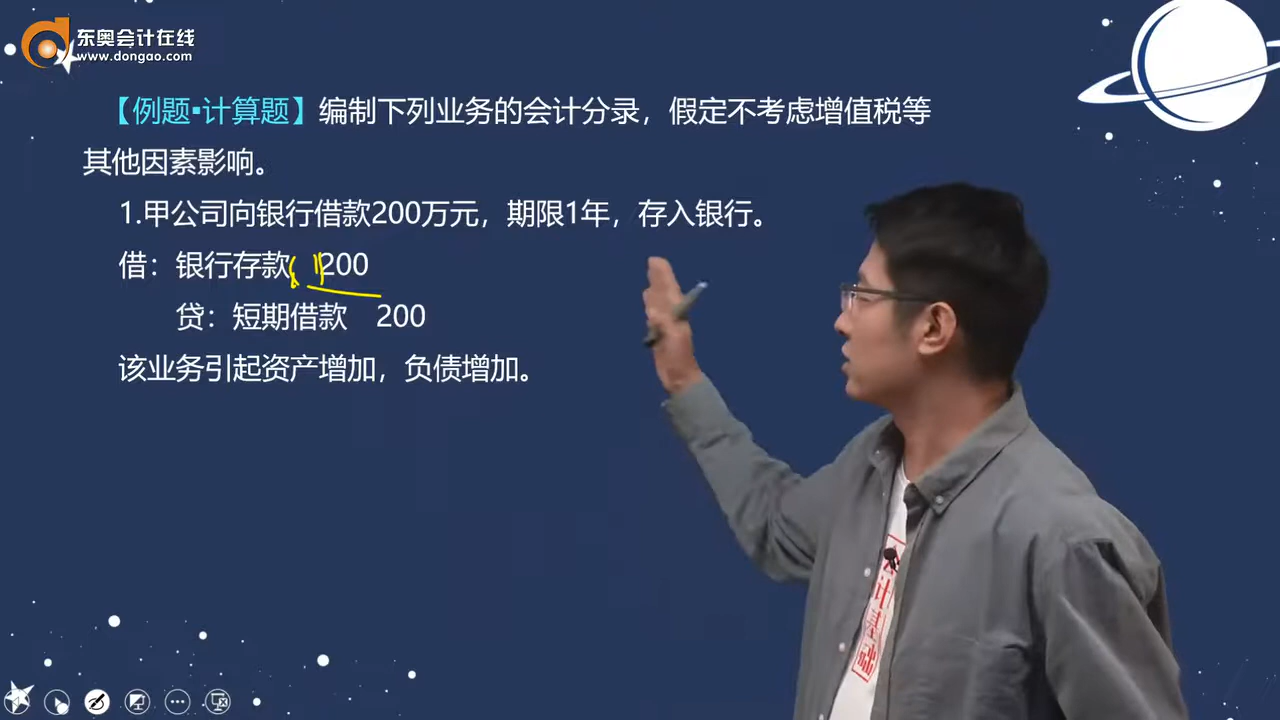 东奥会计在线
www.dongao.com
【例题▪计算题】编制下列业务的会计分录，假定不考虑增值税等
其他因素影响。
1.甲公司向银行借款200万元，期限1年，存入银行。
借：银行存款 200
贷：短期借款 200
该业务引起资产增加，负债增加。
会计基础